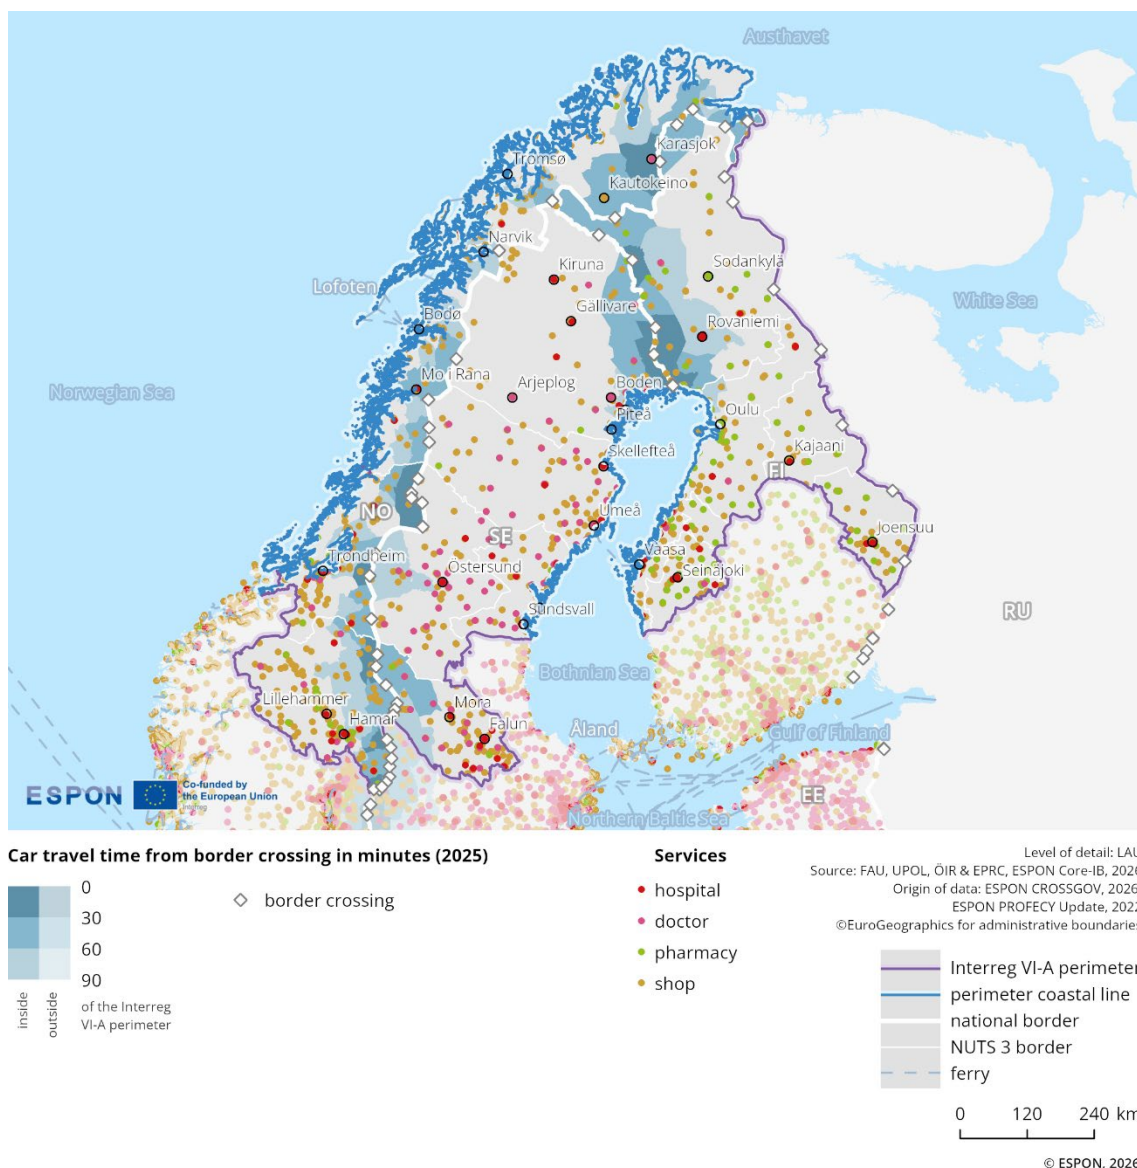 Austhavet
Tromsø
Karasjok
Kautokeino
Narvik
Kiruna
Sodankylä
White Sea
Lofoten
Gällivare
Bodø
Rovaniemi
Norwegian Sea
Mo i Rana
Arjeplog
Boden
Piteå
Oulu
Skellefteå
Kajaani
FI
NO
Umeå
SE
Joensuu
Trondheim
Vaasa
Östersund
Seinäjoki
RU
Sundsvall
Bothnian Sea
Lillehammer
Mora
Hamar
Falun
Åland
Gulf of Finland
ESPON
Co-funded by
the European Union
Interreg
EE
Northern Baltic Sea
Car travel time from border crossing in minutes (2025)
0
30
60
90
inside
outside
of the Interreg
VI-A perimeter
border crossing
Services
hospital
doctor
pharmacy
shop
Level of detail: LAU
Source: FAU, UPOL, ÖIR & EPRC, ESPON Core-IB, 2026
Origin of data: ESPON CROSSGOV, 2026,
ESPON PROFECY Update, 2022
©EuroGeographics for administrative boundaries
Interreg VI-A perimeter
perimeter coastal line
national border
NUTS 3 border
ferry
0 120 240 km
© ESPON, 2026